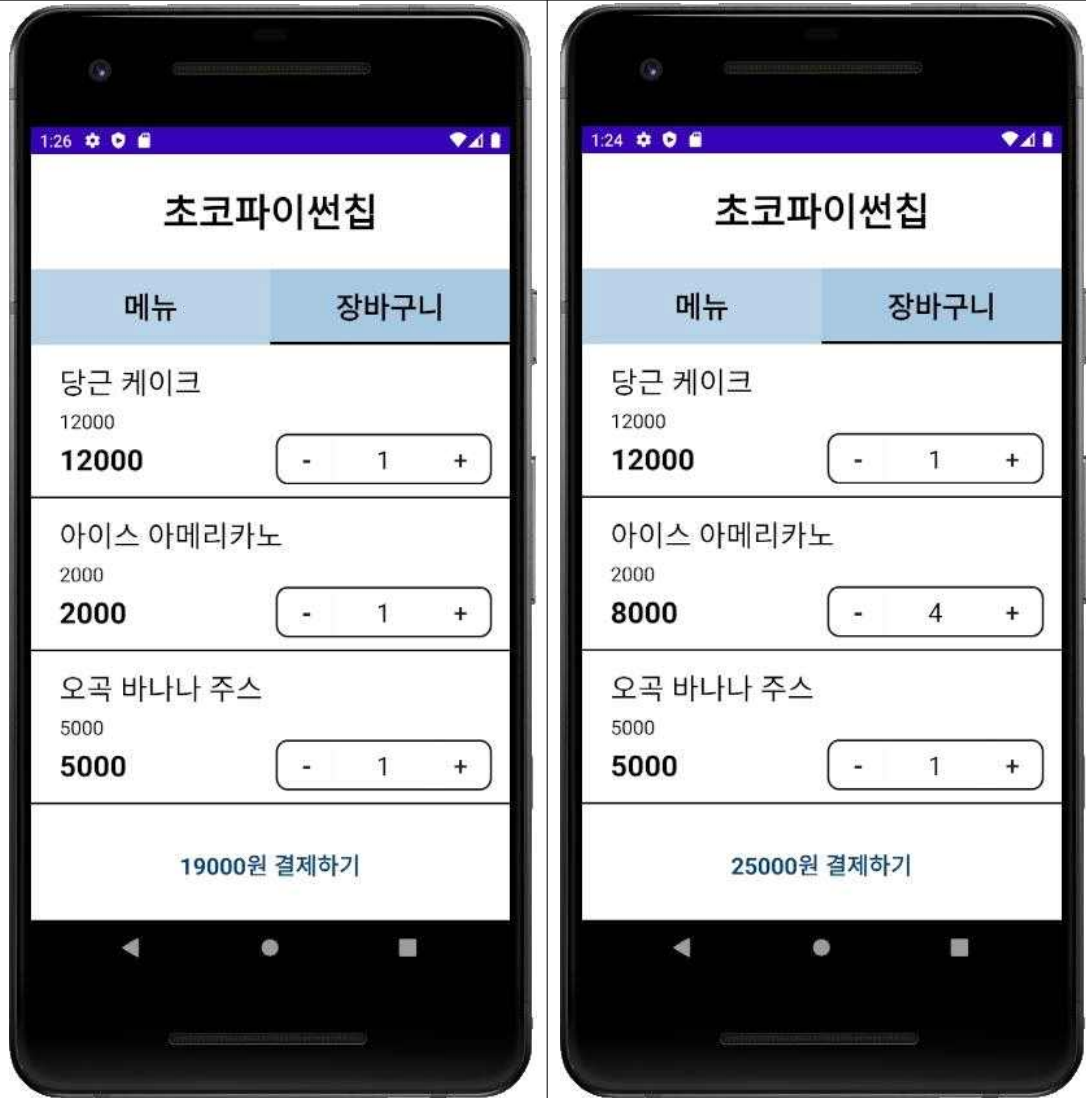 1:26
초코파이썬칩
메뉴 장바구니
당근 케이크
12000
12000 - 1 +
아이스 아메리카노
2000
2000 - 1 +
오곡 바나나 주스
5000
5000 - 1 +
19000원 결제하기
1:24
초코파이썬칩
메뉴 장바구니
당근 케이크
12000
12000 - 1 +
아이스 아메리카노
2000
8000 - 4 +
오곡 바나나 주스
5000
5000 - 1 +
25000원 결제하기